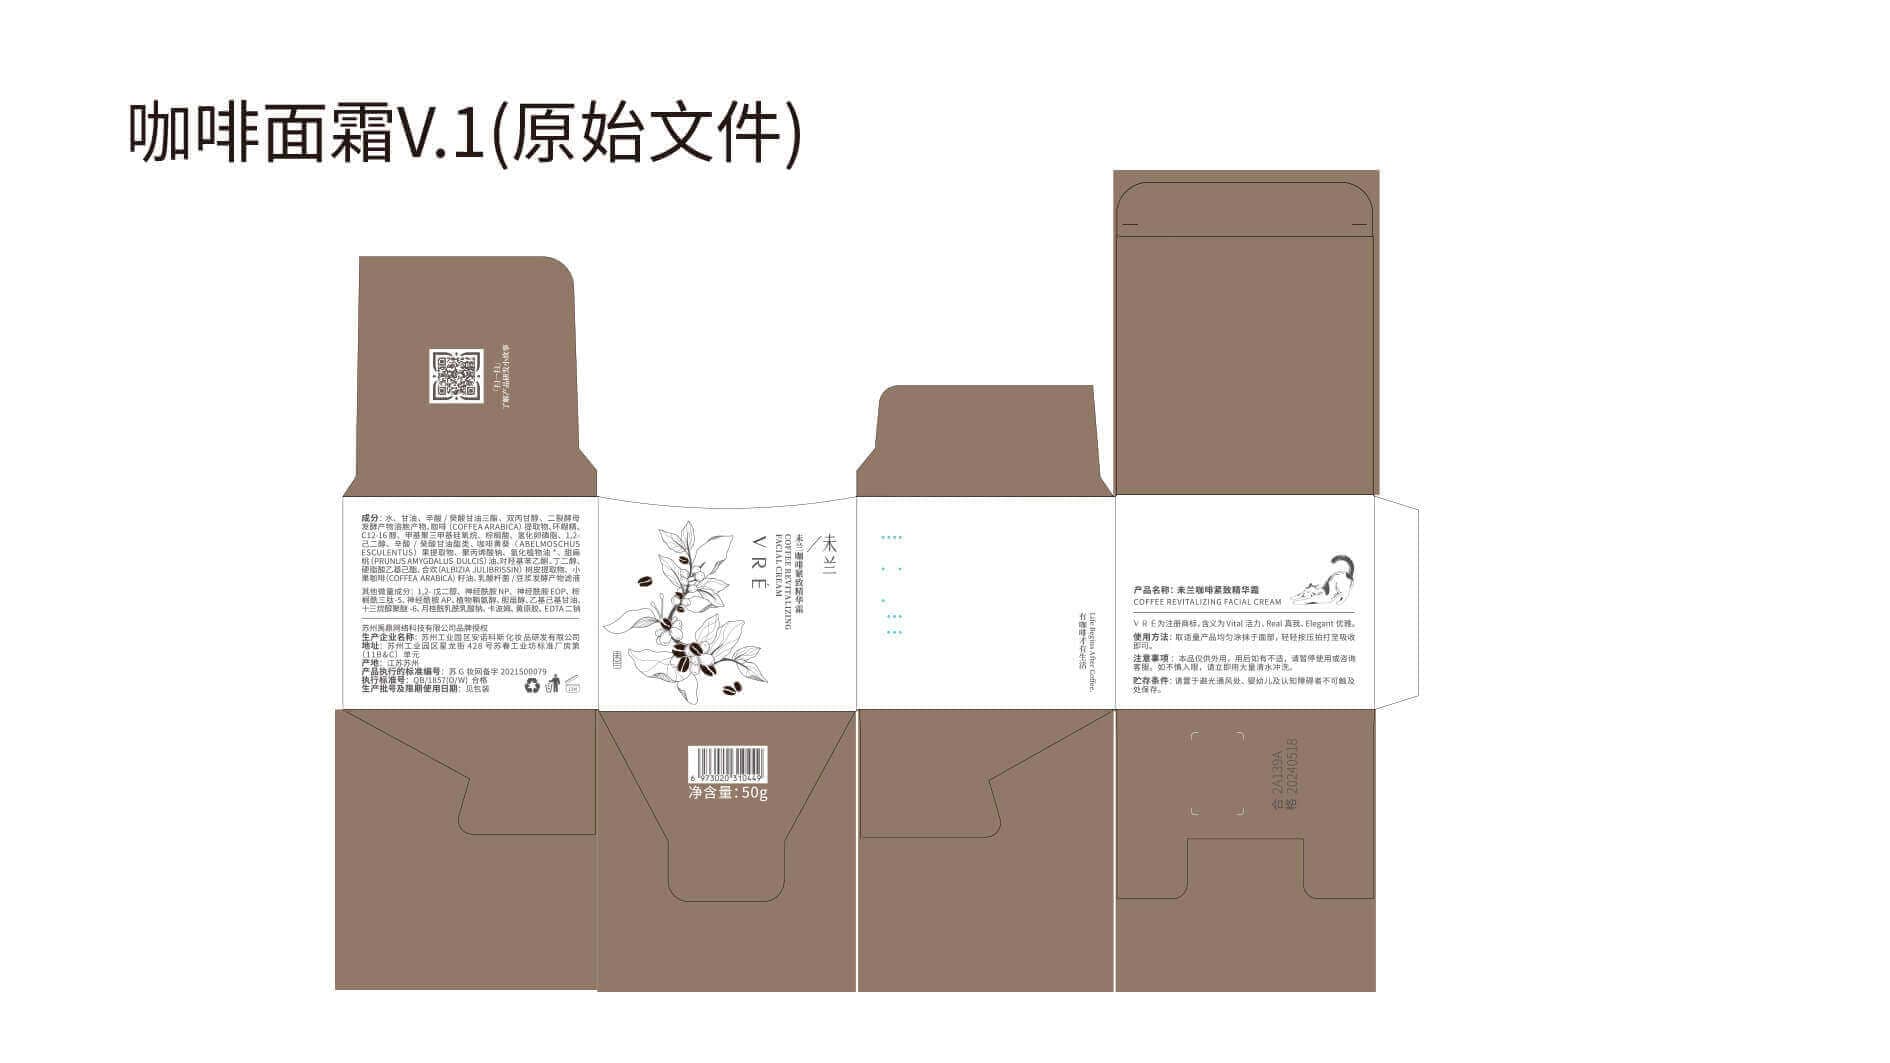 咖啡面霜V.1(原始文件)
「扫一扫」
了解产品研发小故事
成分：水、甘油、辛酸/癸酸甘油三酯、双丙甘醇、二裂酵母
发酵产物溶胞产物、咖啡（COFFEA ARABICA）提取物、环糊精、
C12-16醇、甲基聚三甲基硅氧烷、棕榈酸、氢化卵磷脂、1,2-
己二醇、辛酸/癸酸甘油酯类、咖啡黄葵（ABELMOSCHUS
ESCULENTUS）果提取物、聚丙烯酸钠、氢化植物油*、甜扁
桃(PRUNUS AMYGDALUS DULCIS)油、对羟基苯乙酮、丁二醇、
硬脂酸乙基己酯、合欢(ALBIZIA JULIBRISSIN) 树皮提取物、小
果咖啡(COFFEA ARABICA) 籽油、乳酸杆菌/豆浆发酵产物滤液
其他微量成分：1,2-戊二醇、神经酰胺NP、神经酰胺EOP、棕
榈酰三肽-5、神经酰胺AP、植物鞘氨醇、胆甾醇、乙基己基甘油、
十三烷醇聚醚-6、月桂酰乳酰乳酸钠、卡波姆、黄原胶、EDTA二钠
苏州禹鼎网络科技有限公司品牌授权
生产企业名称：苏州工业园区安诺科斯化妆品研发有限公司
地址：苏州工业园区星龙街428号苏春工业坊标准厂房第
（11B&C）单元
产地：江苏苏州
产品执行的标准编号：苏G妆网备字2021500079
执行标准号：QB/1857(O/W) 合格
生产批号及限期使用日期：见包装
未兰
VRÉ
未兰咖啡紧致精华霜
COFFEE REVITALIZING
FACIAL CREAM
Life Begins After Coffee.
有咖啡才有生活
产品名称：未兰咖啡紧致精华霜
COFFEE REVITALIZING FACIAL CREAM
VRÉ为注册商标，含义为Vital 活力、Real 真我、Elegant 优雅。
使用方法：取适量产品均匀涂抹于面部，轻轻按压拍打至吸收
即可。
注意事项：本品仅供外用，用后如有不适，请暂停使用或咨询
客服。如不慎入眼，请立即用大量清水冲洗。
贮存条件：请置于避光通风处、婴幼儿及认知障碍者不可触及
处保存。
6 973020 310449
净含量：50g
合 2A139A
格 20240518